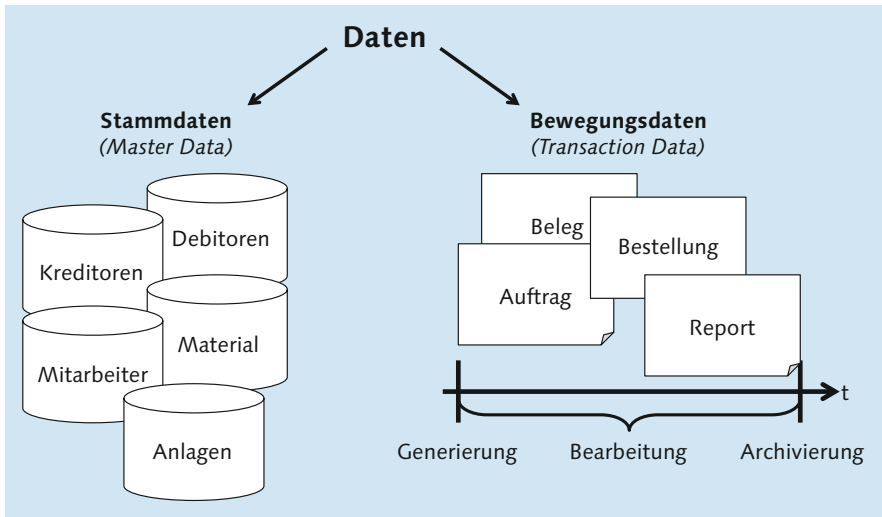 Daten
Stammdaten
(Master Data)
Debitoren
Kreditoren
Material
Mitarbeiter
Anlagen
Bewegungsdaten
(Transaction Data)
Beleg
Bestellung
Auftrag
Report
t
Generierung
Bearbeitung
Archivierung